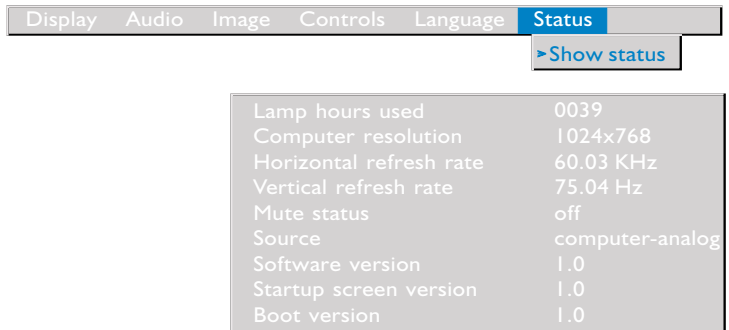 Display Audio Image Controls Language Status
➣Show status
Lamp hours used 0039
Computer resolution 1024x768
Horizontal refresh rate 60.03 KHz
Vertical refresh rate 75.04 Hz
Mute status off
Source computer-analog
Software version 1.0
Startup screen version 1.0
Boot version 1.0